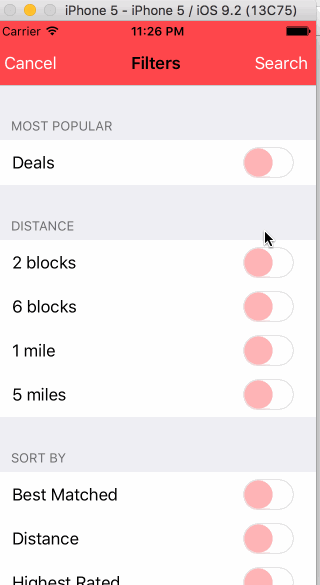 iPhone 5 - iPhone 5 / iOS 9.2 (13C75)
Carrier 11:26 PM
Cancel Filters Search
MOST POPULAR
Deals
DISTANCE
2 blocks
6 blocks
1 mile
5 miles
SORT BY
Best Matched
Distance
Highest Rated